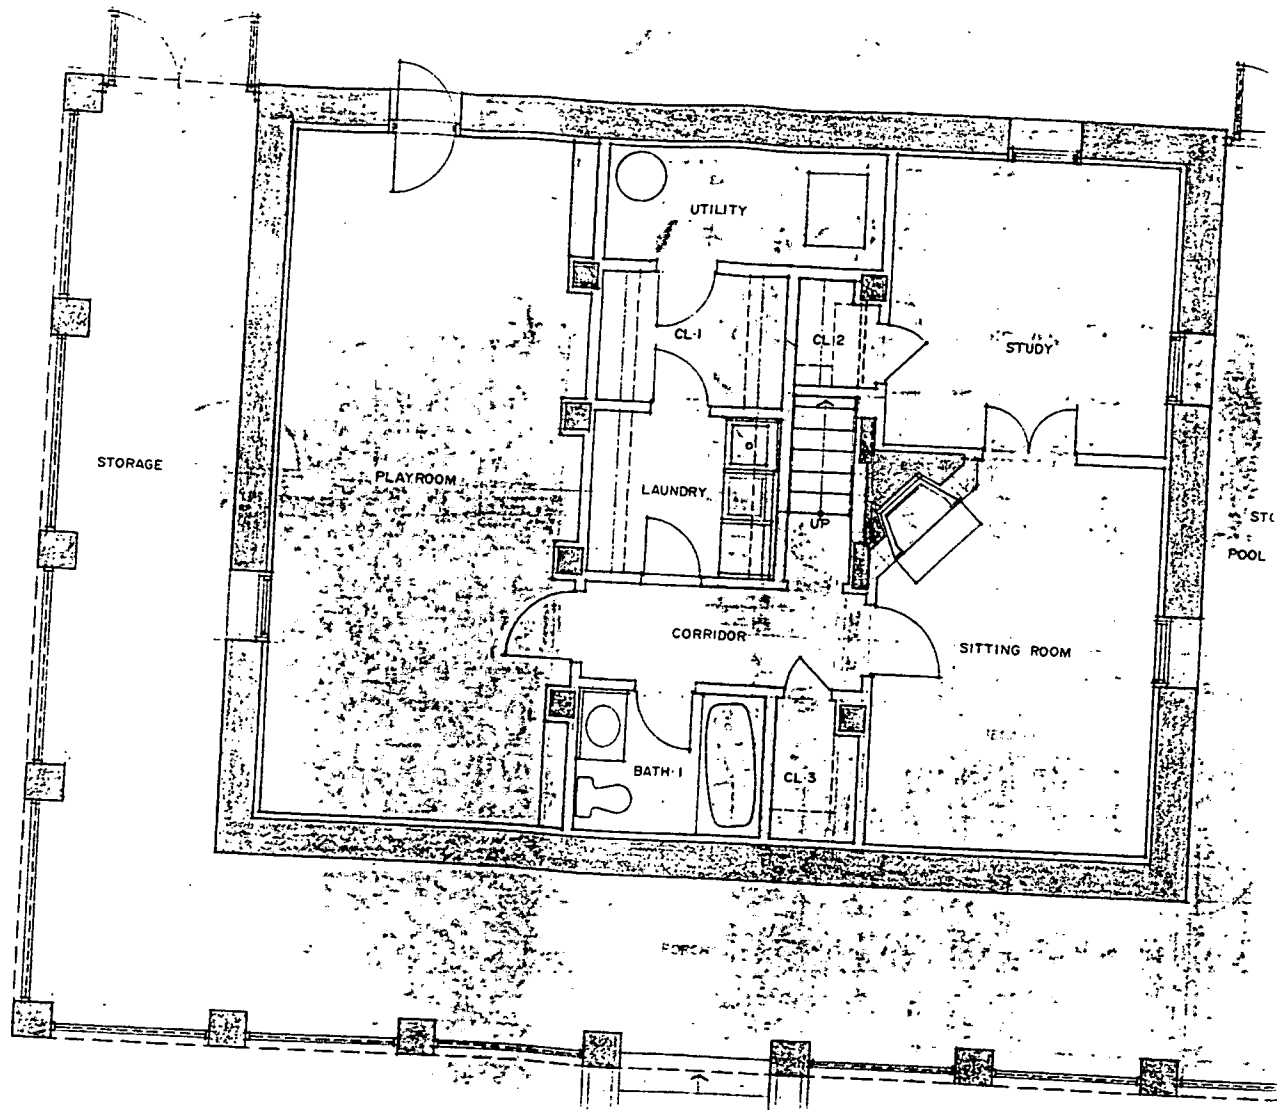 UTILITY
CL·1
CL·2
STUDY
STORAGE
PLAYROOM
LAUNDRY
UP
STO
POOL
CORRIDOR
SITTING ROOM
BATH·1
CL·3
PORCH